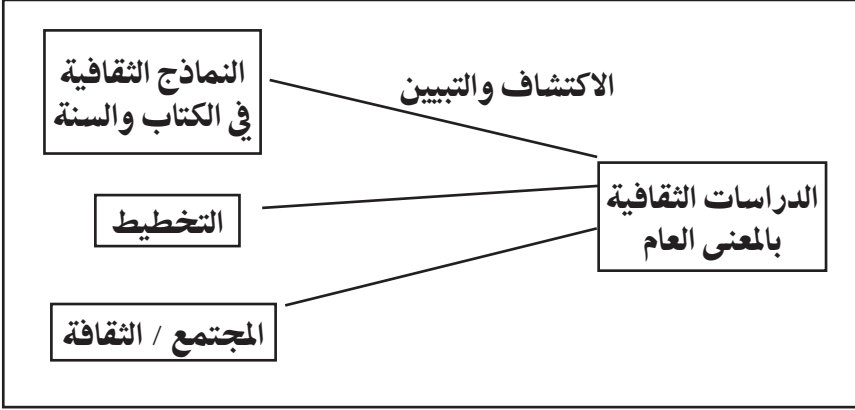 النماذج الثقافية
في الكتاب والسنة
الاكتشاف والتبيين
الدراسات الثقافية
بالمعنى العام
التخطيط
المجتمع / الثقافة